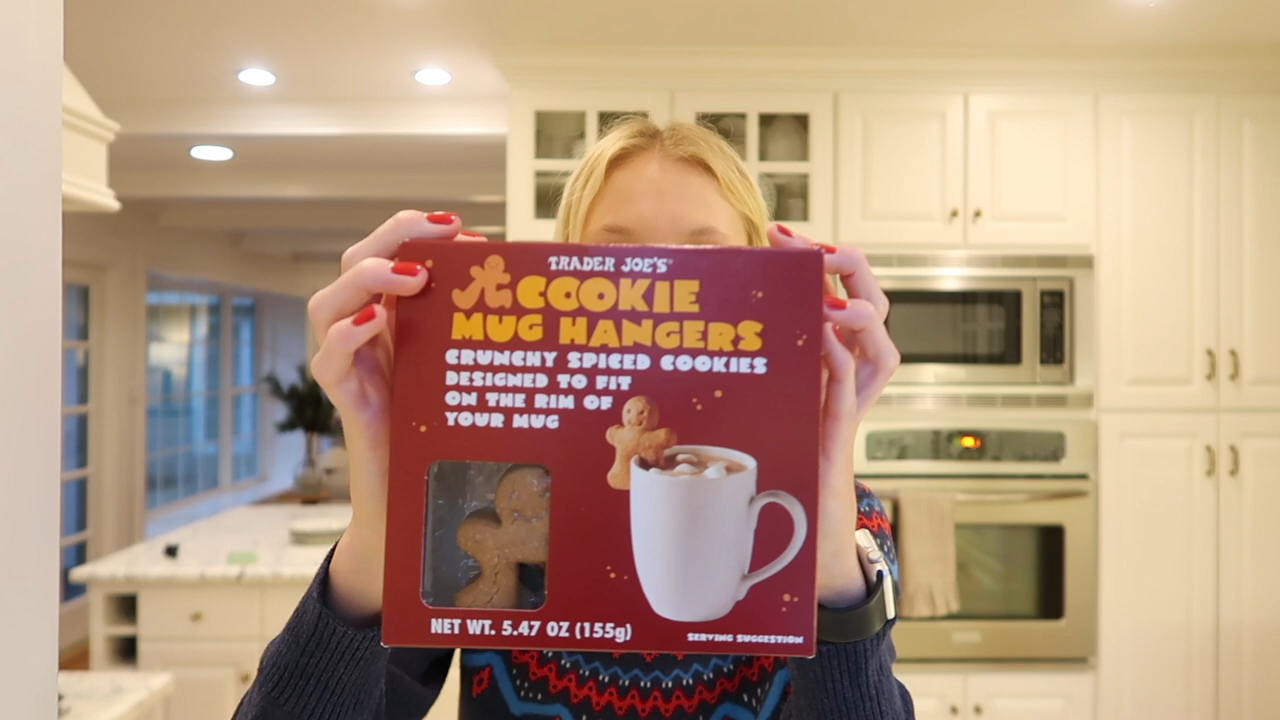 TRADER JOE'S®
COOKIE
MUG HANGERS
CRUNCHY SPICED COOKIES
DESIGNED TO FIT
ON THE RIM OF
YOUR MUG
NET WT. 5.47 OZ (155g)
SERVING SUGGESTION